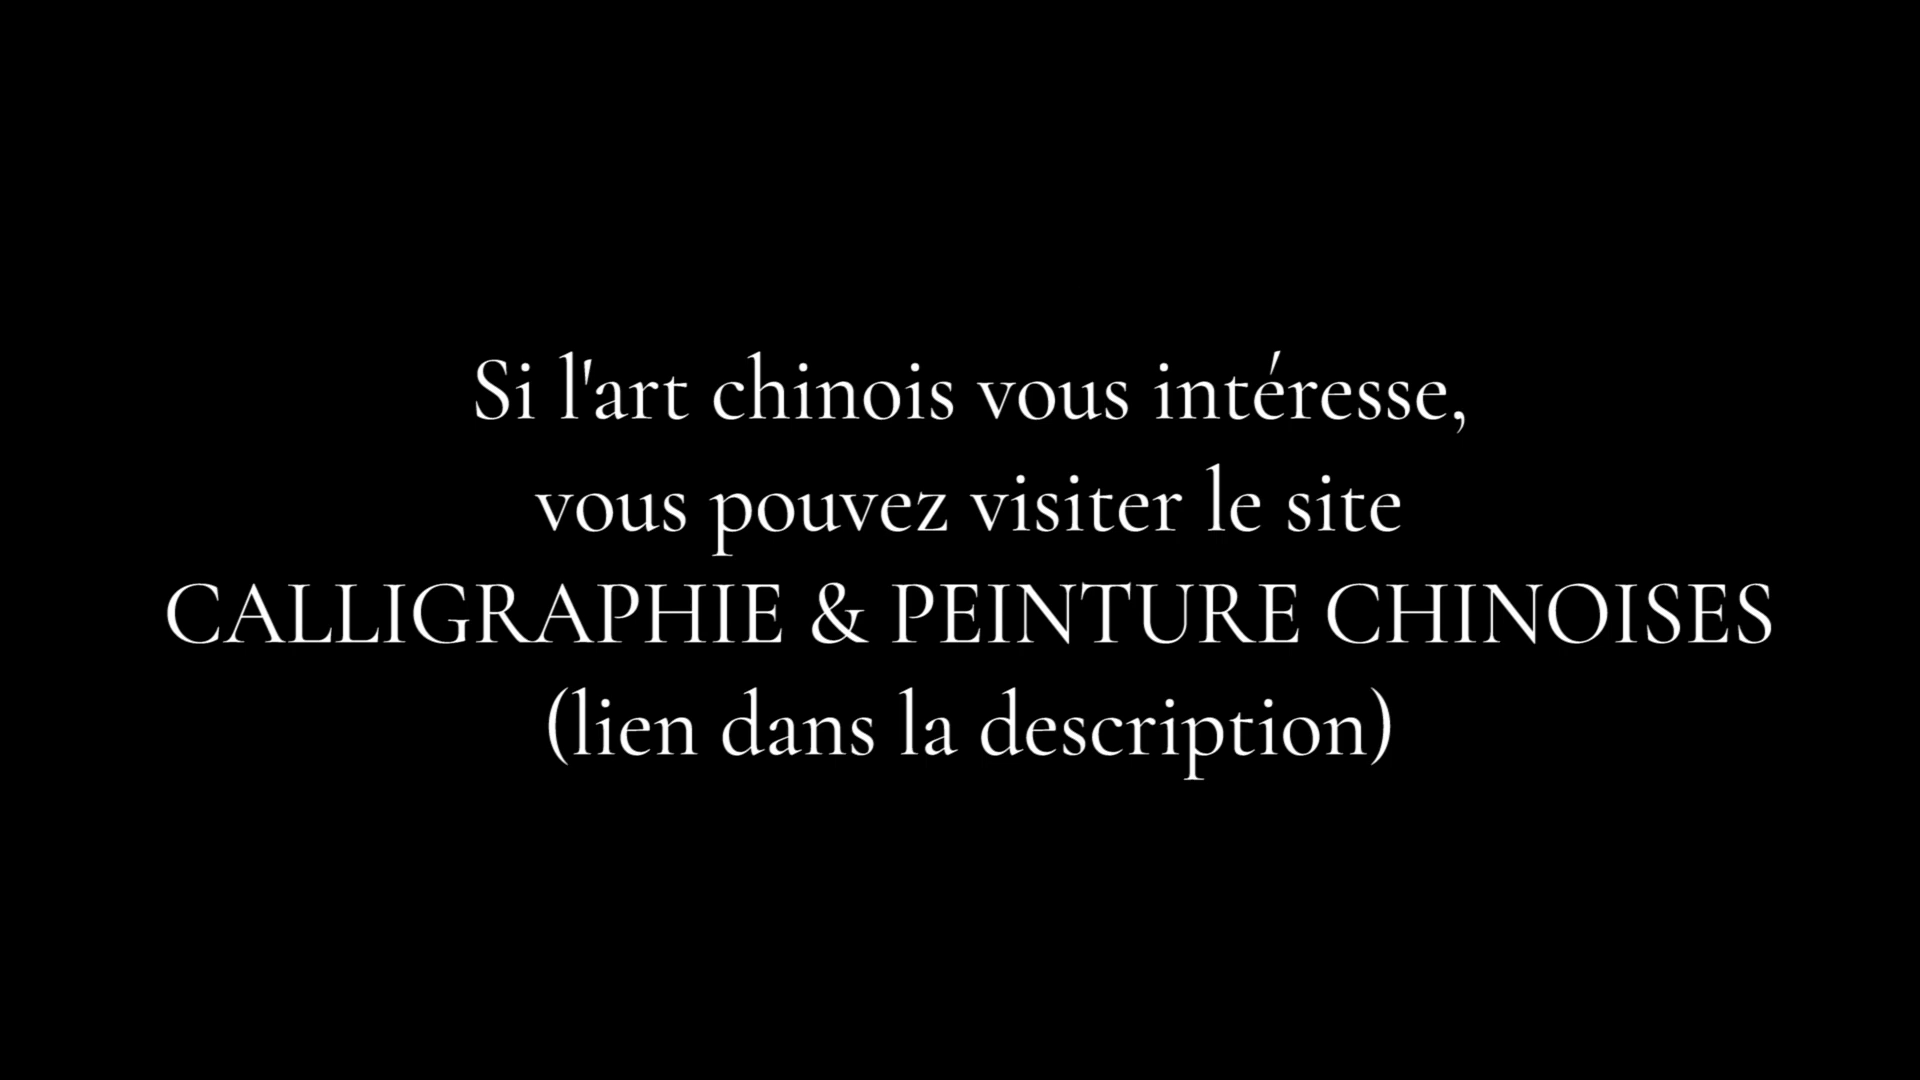 Si l'art chinois vous intéresse,
vous pouvez visiter le site
CALLIGRAPHIE & PEINTURE CHINOISES
(lien dans la description)